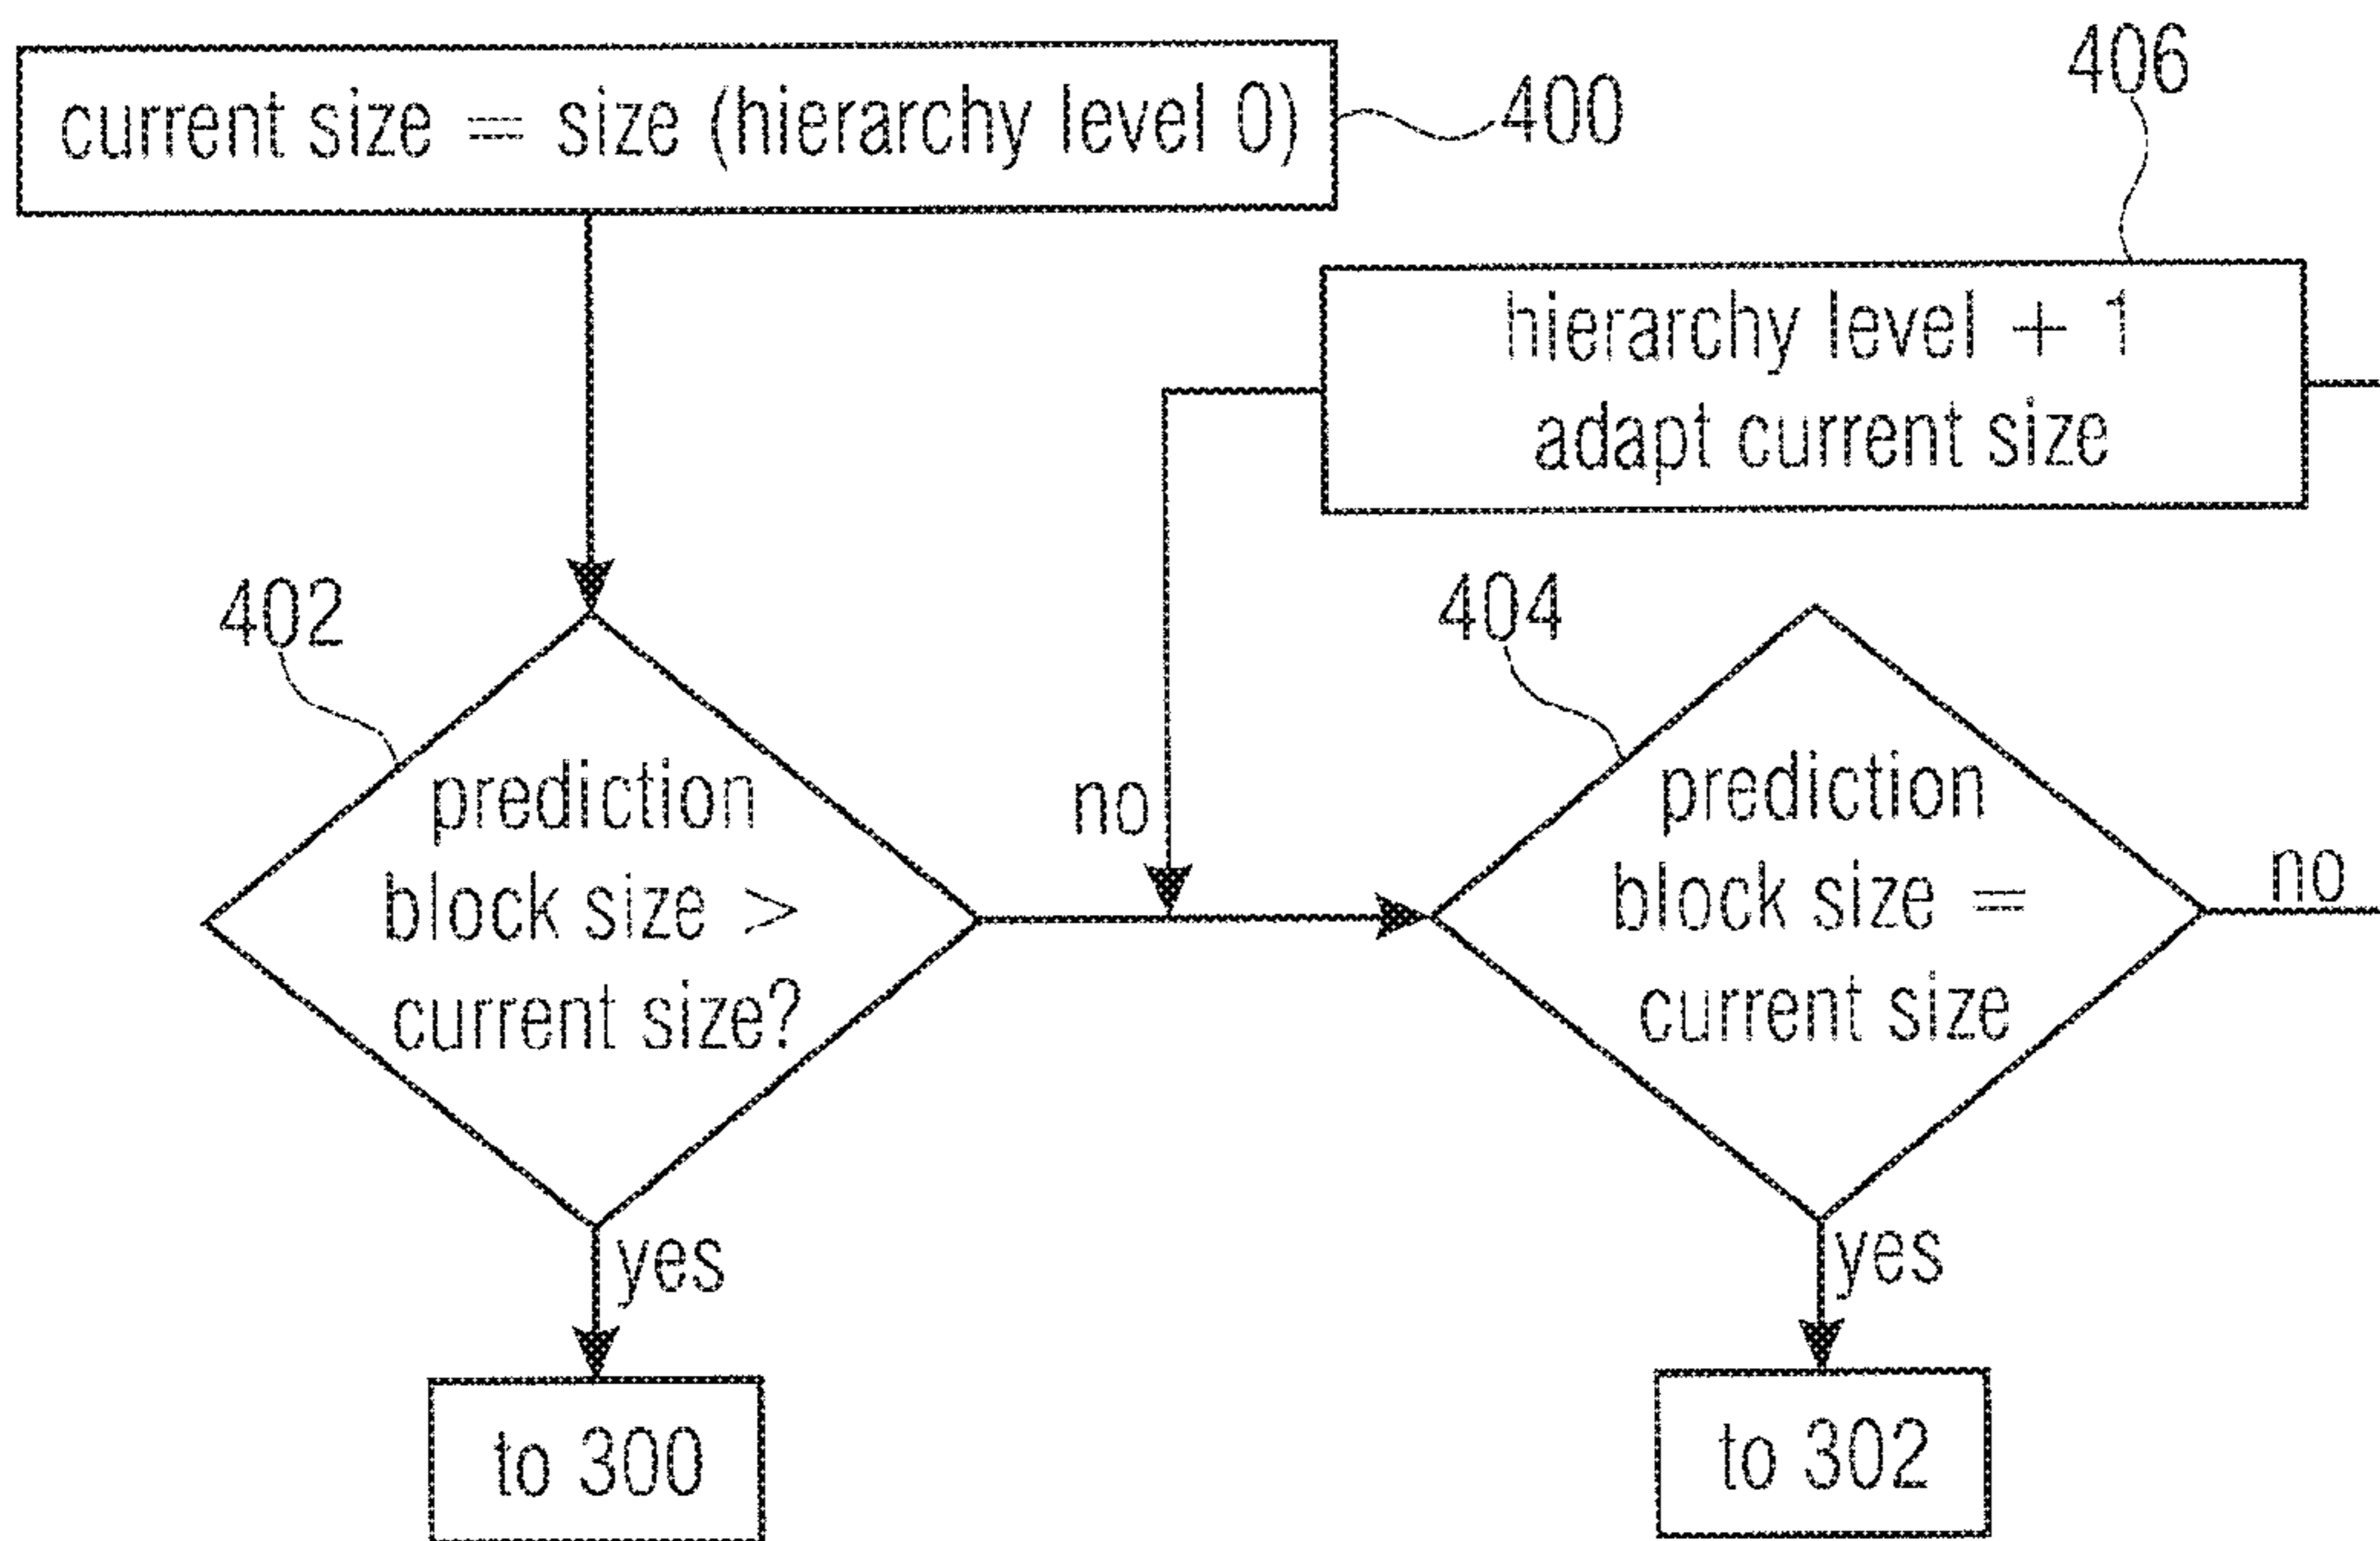 current size = size (hierarchy level 0)
400
406
hierarchy level + 1
adapt current size
402
prediction
block size >
current size?
no
404
prediction
block size =
current size
no
yes
yes
to 300
to 302